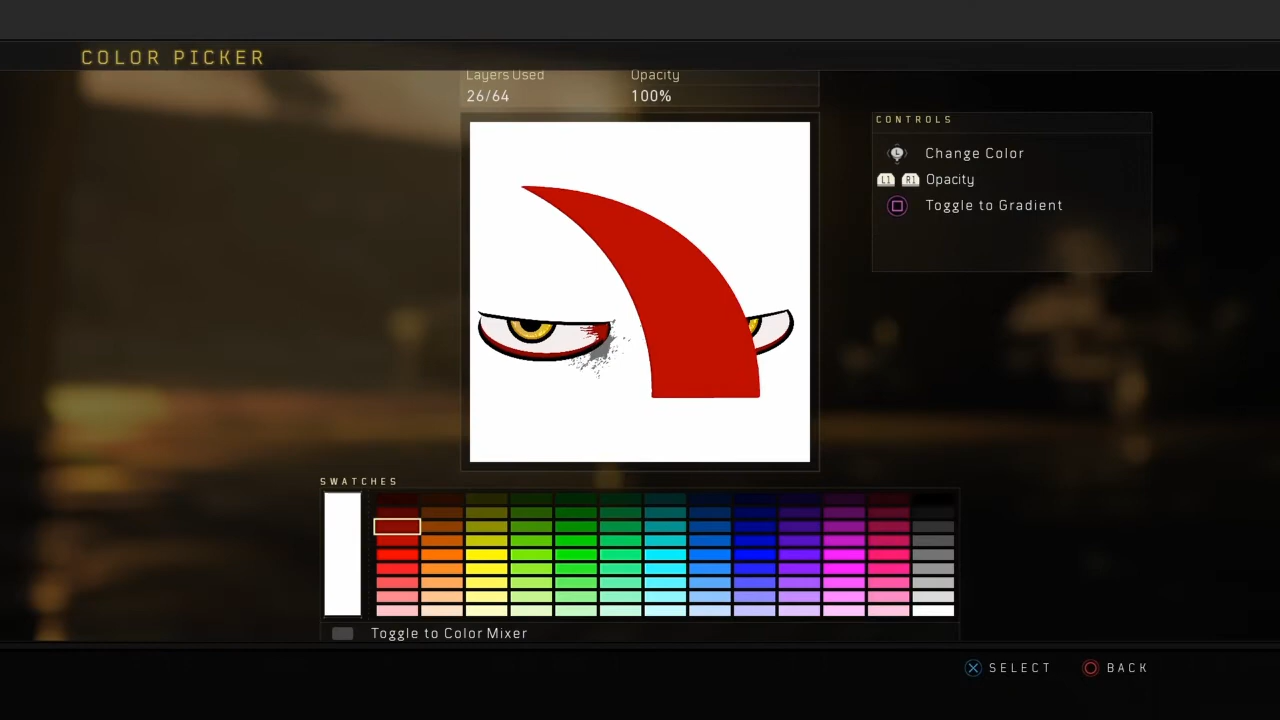 COLOR PICKER
Layers Used Opacity
26/64 100%
CONTROLS
L Change Color
L1 R1 Opacity
Toggle to Gradient
SWATCHES
Toggle to Color Mixer
SELECT BACK